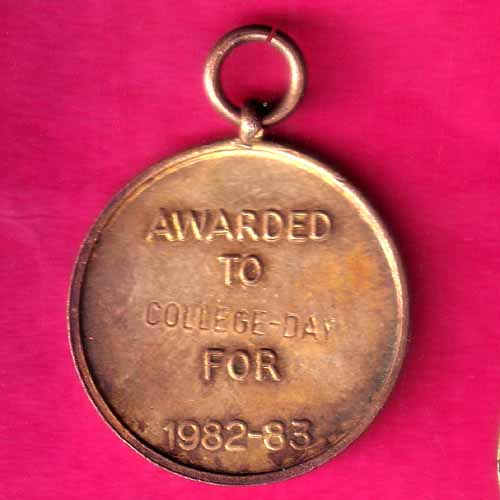 AWARDED
TO
COLLEGE-DAY
FOR
1982-83